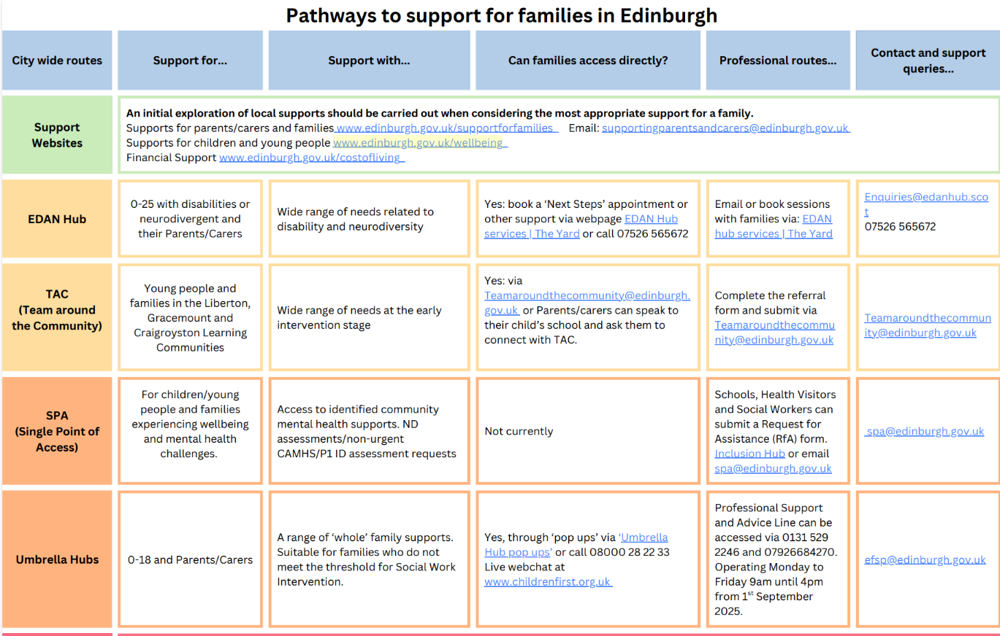 Pathways to support for families in Edinburgh
City wide routes
Support for...
Support with...
Can families access directly?
Professional routes...
Contact and support
queries...
Support
Websites
An initial exploration of local supports should be carried out when considering the most appropriate support for a family.
Supports for parents/carers and families www.edinburgh.gov.uk/supportforfamilies Email: supportingparentsandcarers@edinburgh.gov.uk
Supports for children and young people www.edinburgh.gov.uk/wellbeing
Financial Support www.edinburgh.gov.uk/costofliving
EDAN Hub
0-25 with disabilities or
neurodivergent and
their Parents/Carers
Wide range of needs related to
disability and neurodiversity
Yes: book a ‘Next Steps’ appointment or
other support via webpage EDAN Hub
services | The Yard or call 07526 565672
Email or book sessions
with families via: EDAN
hub services | The Yard
Enquiries@edanhub.sco
t
07526 565672
TAC
(Team around
the Community)
Young people and
families in the Liberton,
Gracemount and
Craigroyston Learning
Communities
Wide range of needs at the early
intervention stage
Yes: via
Teamaroundthecommunity@edinburgh.
gov.uk or Parents/carers can speak to
their child’s school and ask them to
connect with TAC.
Complete the referral
form and submit via
Teamaroundthecommu
nity@edinburgh.gov.uk
Teamaroundthecommun
ity@edinburgh.gov.uk
SPA
(Single Point of
Access)
For children/young
people and families
experiencing wellbeing
and mental health
challenges.
Access to identified community
mental health supports. ND
assessments/non-urgent
CAMHS/P1 ID assessment requests
Not currently
Schools, Health Visitors
and Social Workers can
submit a Request for
Assistance (RfA) form.
Inclusion Hub or email
spa@edinburgh.gov.uk
spa@edinburgh.gov.uk
Umbrella Hubs
0-18 and Parents/Carers
A range of ‘whole’ family supports.
Suitable for families who do not
meet the threshold for Social Work
Intervention.
Yes, through ‘pop ups’ via ‘Umbrella
Hub pop ups’ or call 08000 28 22 33
Live webchat at
www.childrenfirst.org.uk
Professional Support
and Advice Line can be
accessed via 0131 529
2246 and 07926684270.
Operating Monday to
Friday 9am until 4pm
from 1st September
2025.
efsp@edinburgh.gov.uk